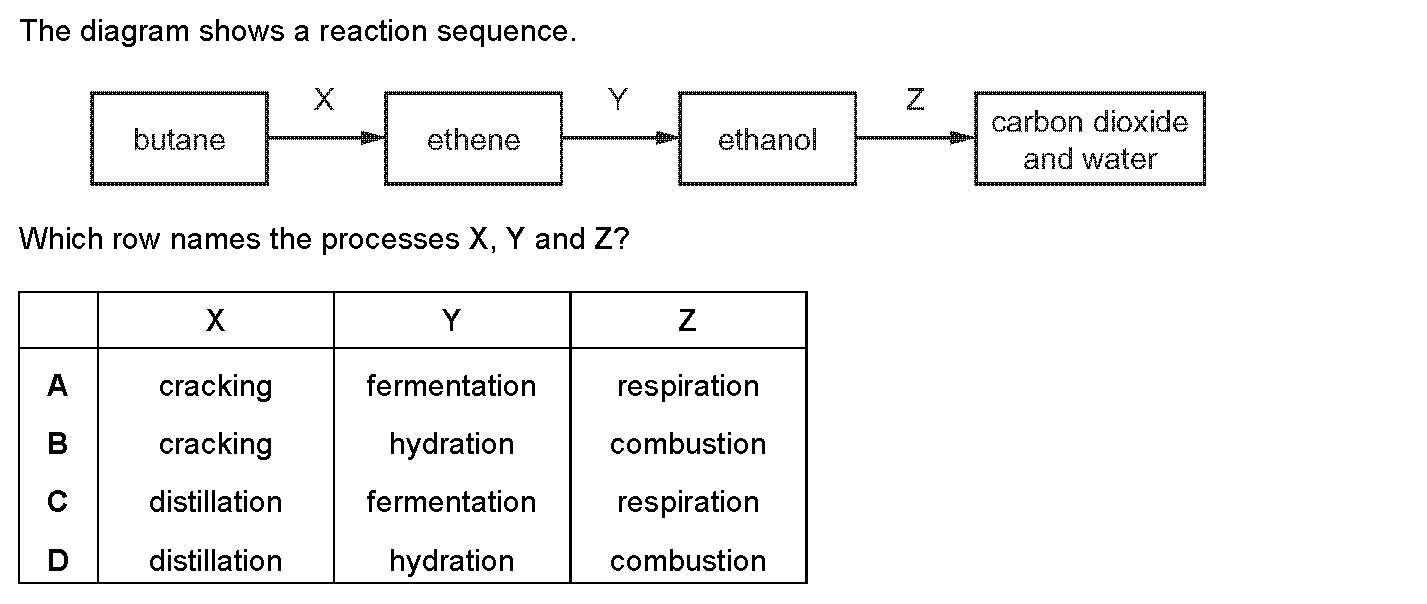 The diagram shows a reaction sequence.
X Y Z
butane ethene ethanol carbon dioxide
and water
Which row names the processes X, Y and Z?
X Y Z
A cracking fermentation respiration
B cracking hydration combustion
C distillation fermentation respiration
D distillation hydration combustion